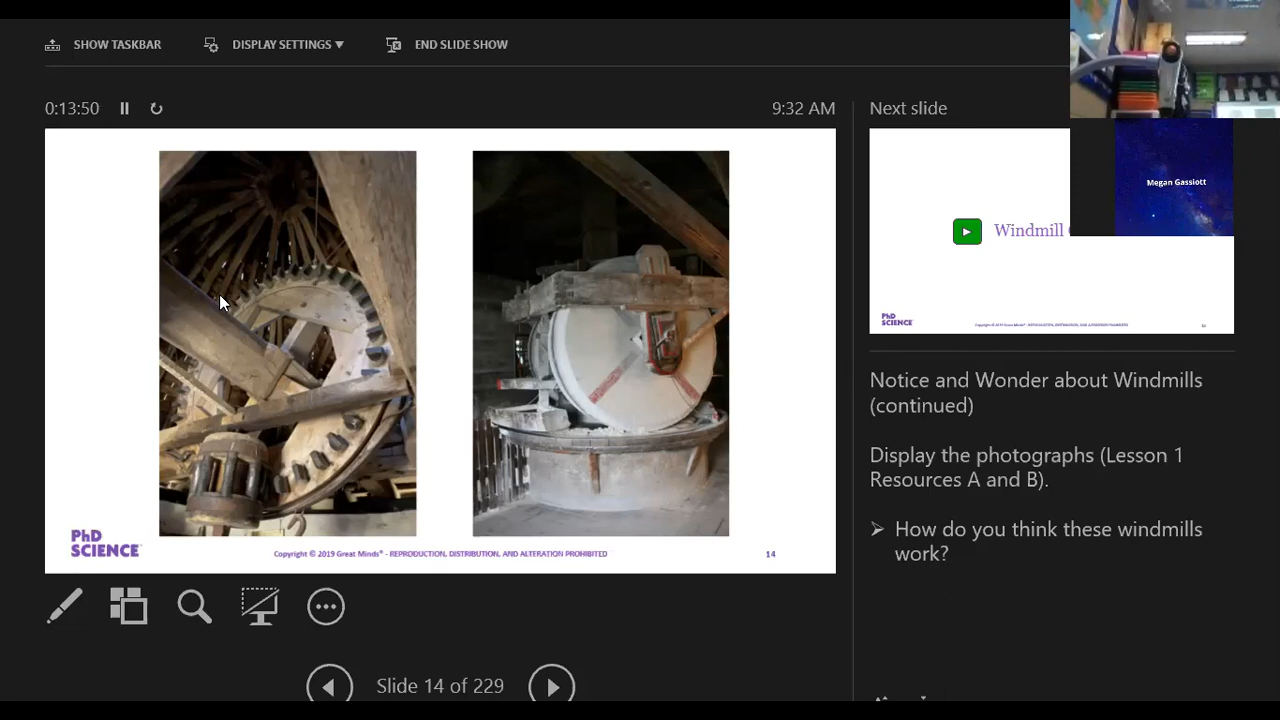 SHOW TASKBAR
DISPLAY SETTINGS ▼
END SLIDE SHOW
0:13:50
9:32 AM
Next slide
PhD
SCIENCE
Copyright © 2019 Great Minds® - REPRODUCTION, DISTRIBUTION, AND ALTERATION PROHIBITED
14
Windmill
Megan Gassiott
PhD
SCIENCE
Notice and Wonder about Windmills
(continued)
Display the photographs (Lesson 1
Resources A and B).
➢ How do you think these windmills
work?
Slide 14 of 229